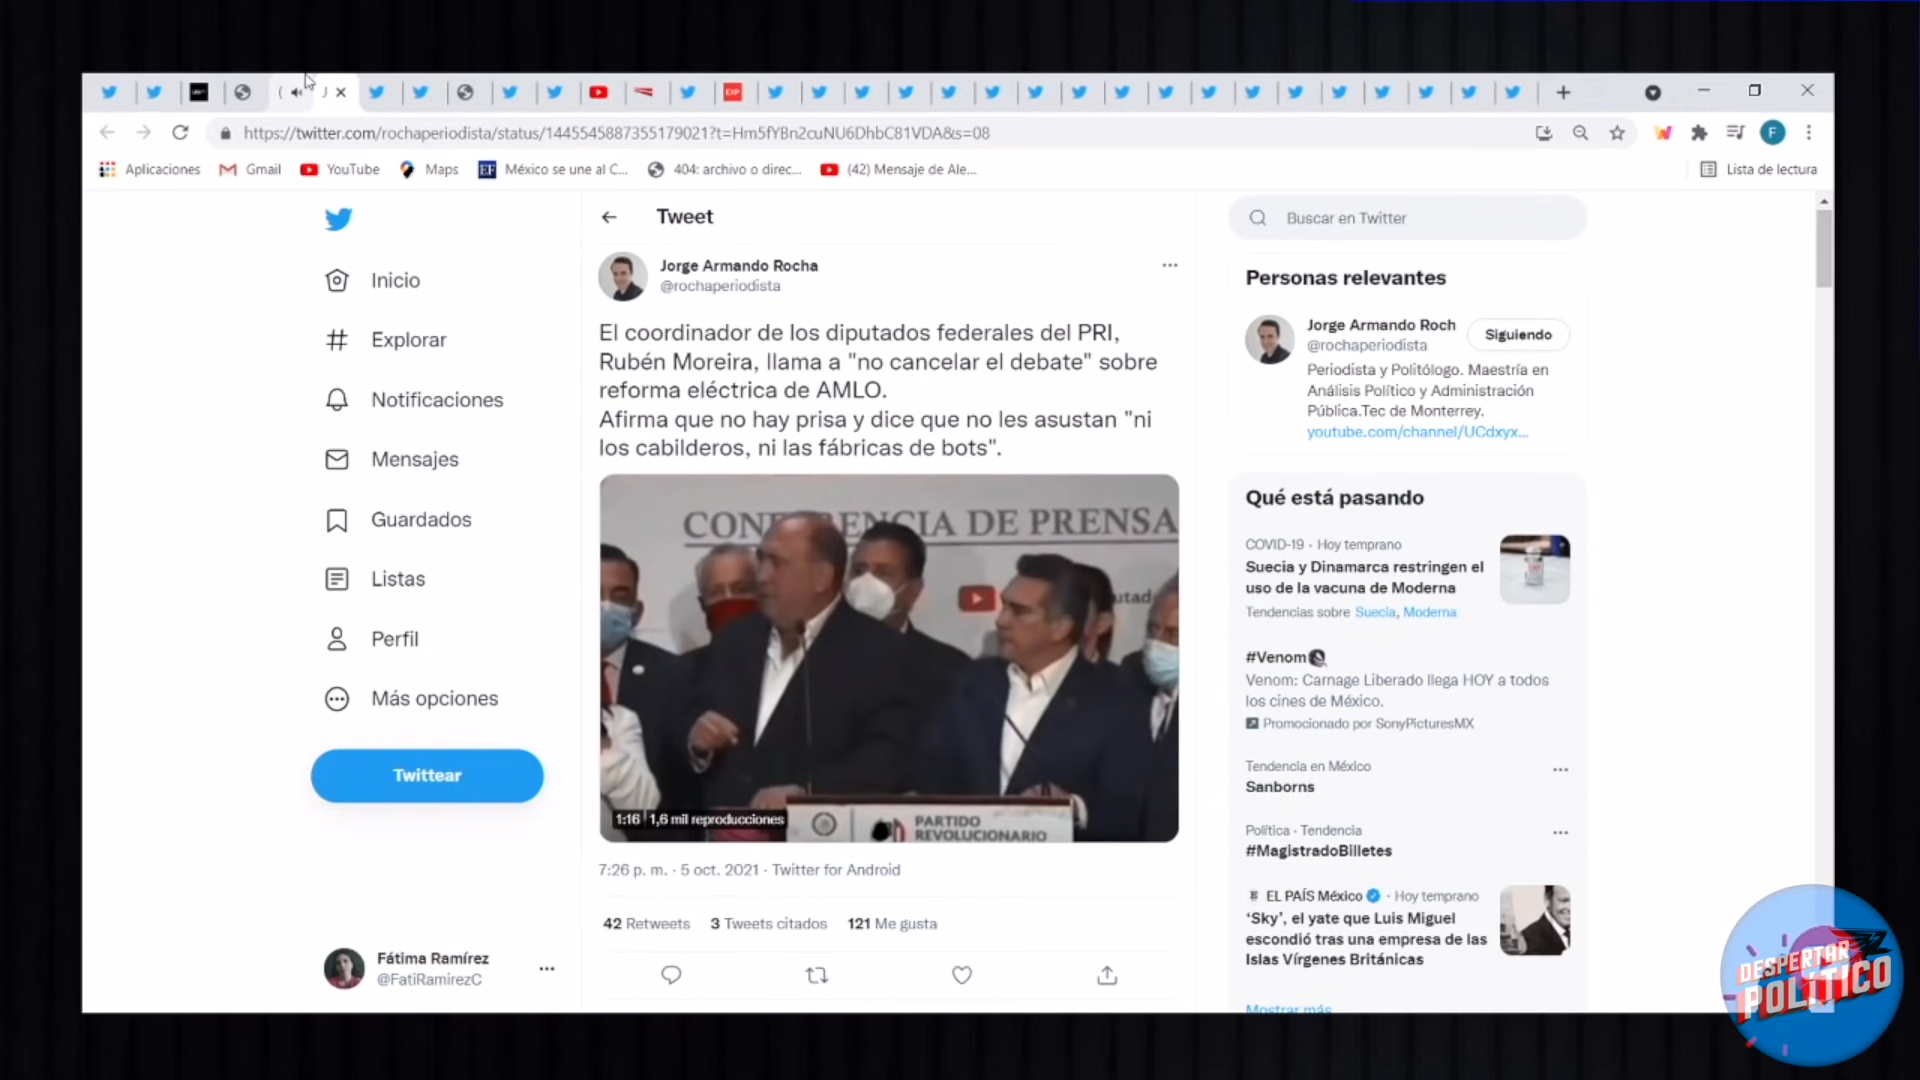 https://twitter.com/rochaperiodista/status/1445545887355179021?t=Hm5fYBn2cuNU6DhbC81VDA&s=08
F
Aplicaciones
Gmail
YouTube
Maps
EF México se une al C...
404: archivo o direc...
(42) Mensaje de Ale...
Lista de lectura
Inicio
Explorar
Notificaciones
Mensajes
Guardados
Listas
Perfil
Más opciones
Twittear
Fátima Ramírez
@FatiRamirezC
Tweet
Jorge Armando Rocha
@rochaperiodista
El coordinador de los diputados federales del PRI,
Rubén Moreira, llama a "no cancelar el debate" sobre
reforma eléctrica de AMLO.
Afirma que no hay prisa y dice que no les asustan "ni
los cabilderos, ni las fábricas de bots".
CONFERENCIA DE PRENSA
PARTIDO
REVOLUCIONARIO
1:16 1,6 mil reproducciones
7:26 p. m. · 5 oct. 2021 · Twitter for Android
42 Retweets 3 Tweets citados 121 Me gusta
Buscar en Twitter
Personas relevantes
Jorge Armando Roch
@rochaperiodista
Siguiendo
Periodista y Politólogo. Maestría en
Análisis Político y Administración
Pública.Tec de Monterrey.
youtube.com/channel/UCdxyx...
Qué está pasando
COVID-19 · Hoy temprano
Suecia y Dinamarca restringen el
uso de la vacuna de Moderna
Tendencias sobre Suecia, Moderna
#Venom
Venom: Carnage Liberado llega HOY a todos
los cines de México.
Promocionado por SonyPicturesMX
Tendencia en México
Sanborns
Política · Tendencia
#MagistradoBilletes
EL PAÍS México · Hoy temprano
‘Sky’, el yate que Luis Miguel
escondió tras una empresa de las
Islas Vírgenes Británicas
Mostrar más
DESPERTAR
POLÍTICO